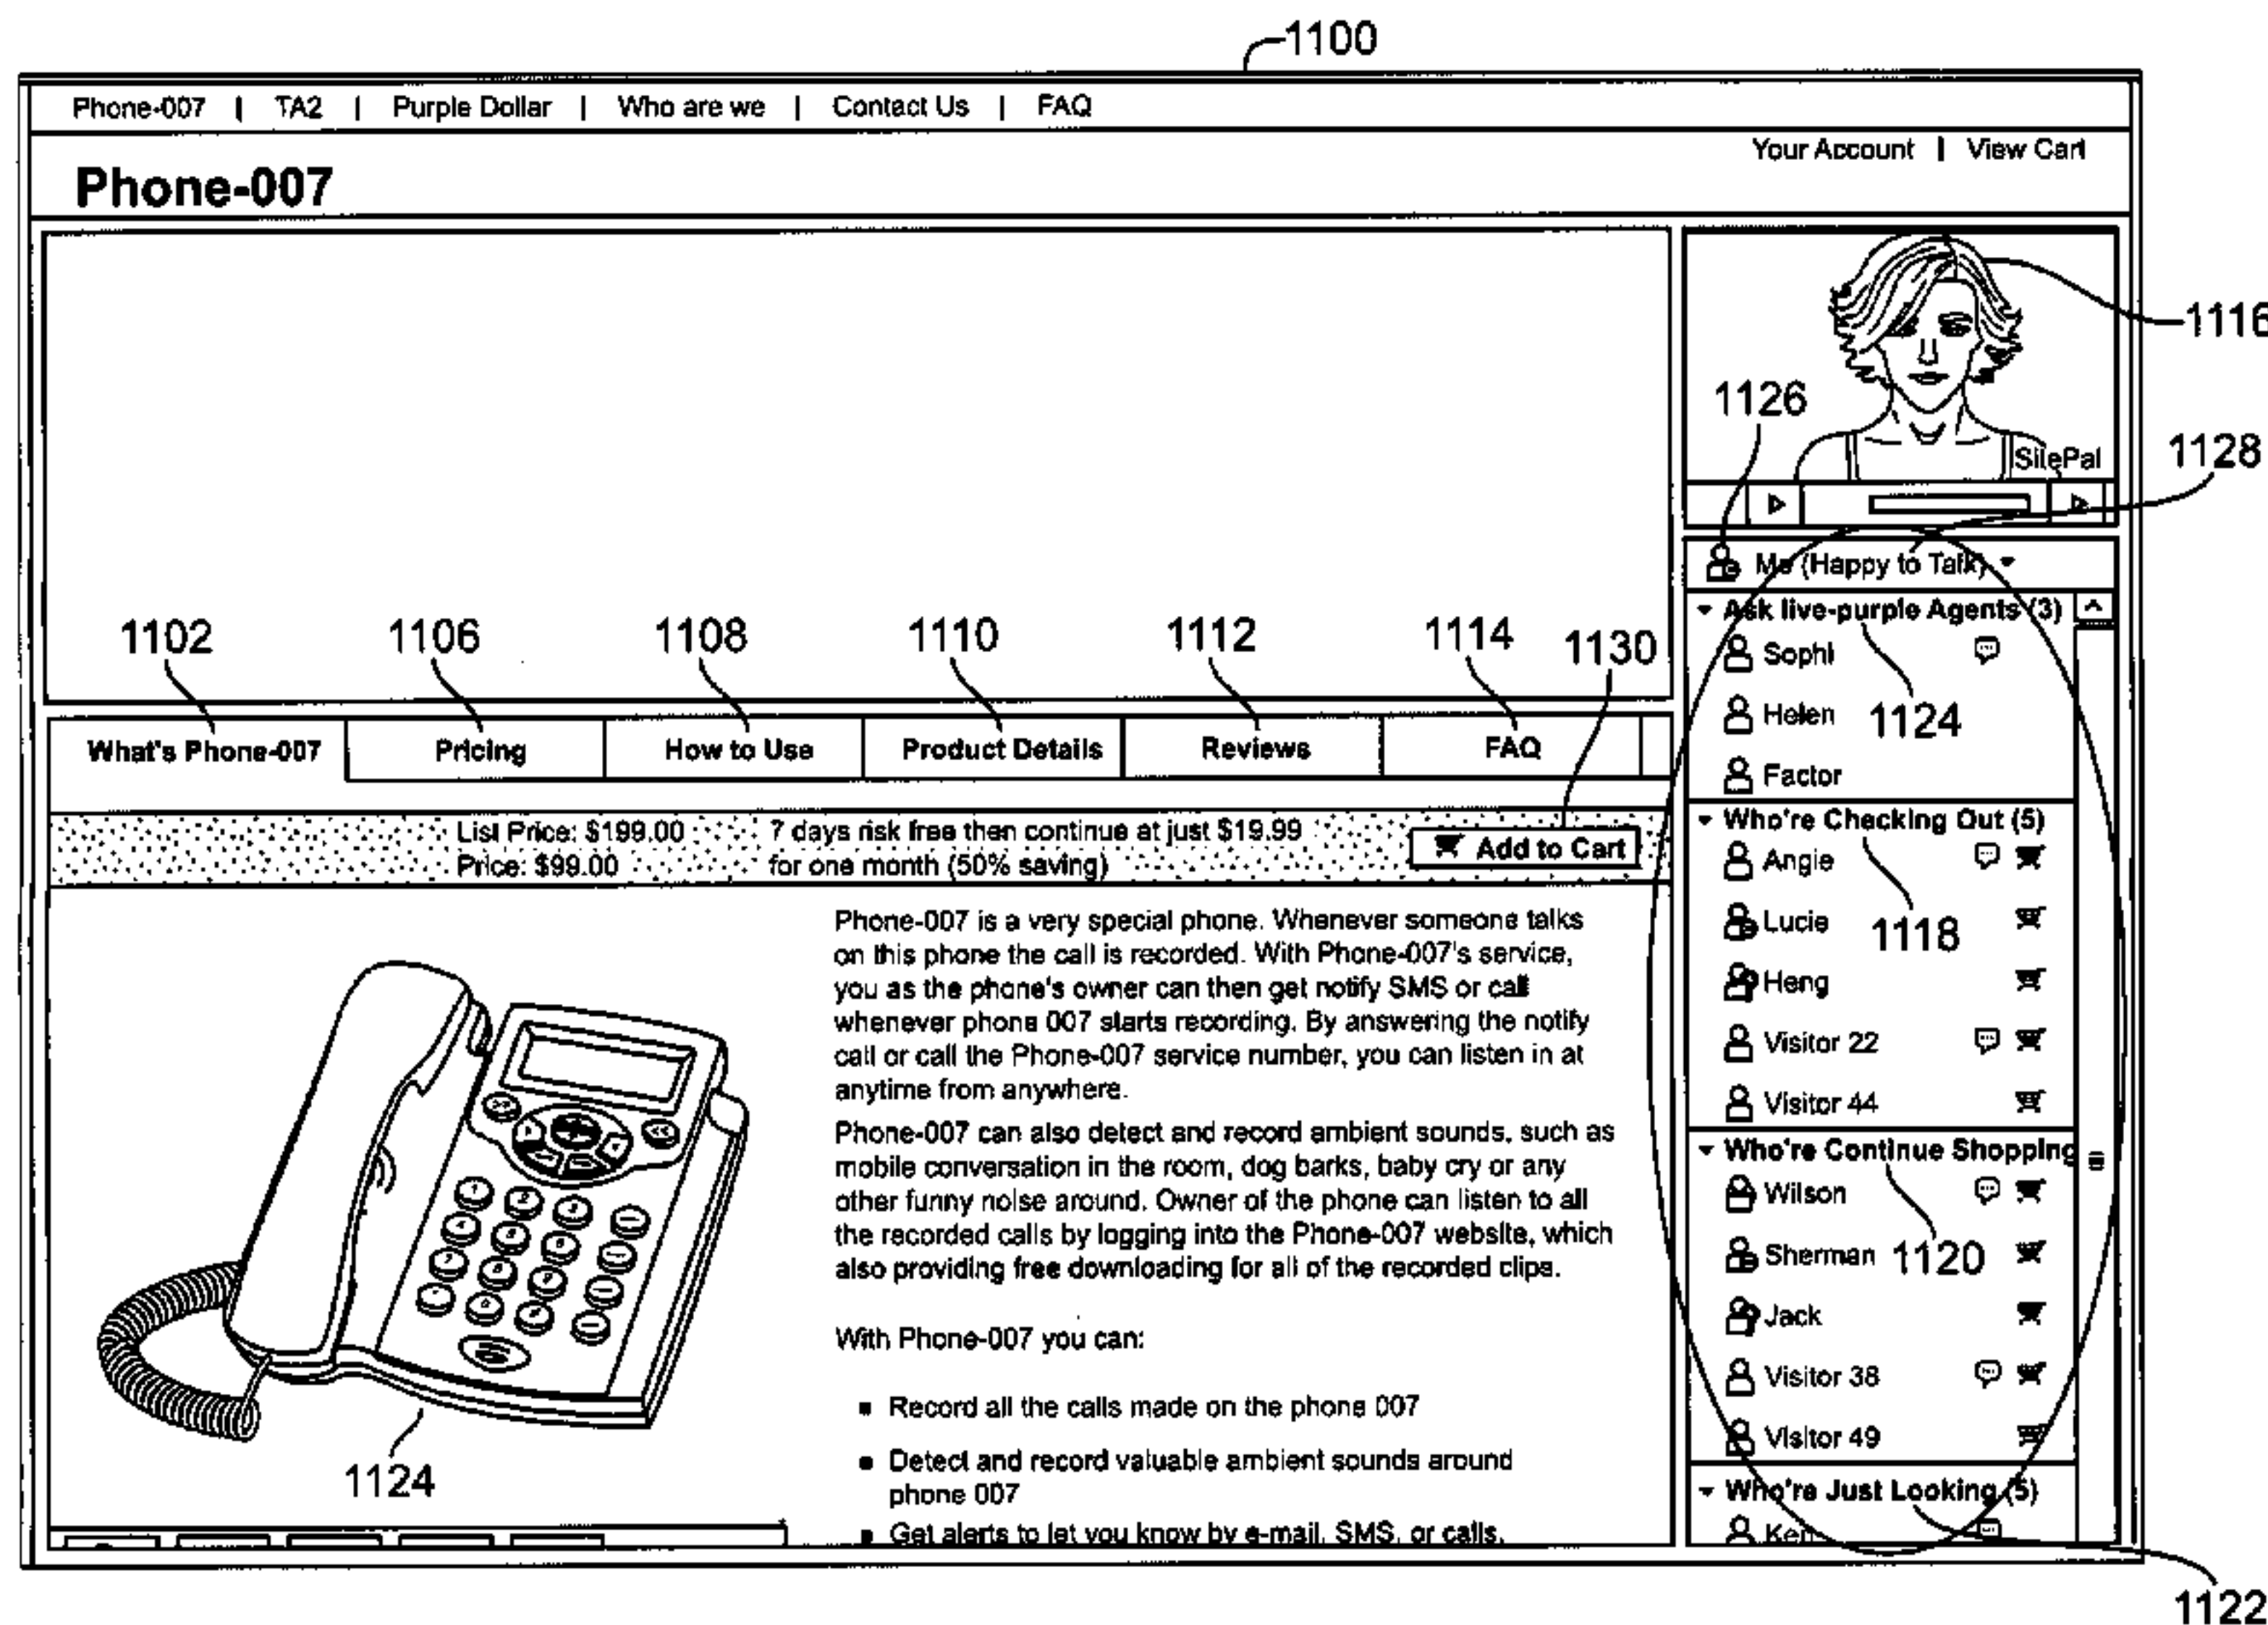 1100
Phone-007 | TA2 | Purple Dollar | Who are we | Contact Us | FAQ
Your Account | View Cart
Phone-007
1116
SitePal
1126
1128
Me (Happy to Talk)
Ask live-purple Agents (3)
Sophi
Helen
1124
Factor
Who're Checking Out (5)
Angie
Lucie
1118
Heng
Visitor 22
Visitor 44
Who're Continue Shopping
Wilson
Sherman
1120
Jack
Visitor 38
Visitor 49
Who're Just Looking (5)
1122
1102 1106 1108 1110 1112 1114 1130
What's Phone-007 Pricing How to Use Product Details Reviews FAQ
List Price: $199.00 7 days risk free then continue at just $19.99
Price: $99.00 for one month (50% saving)
Add to Cart
Phone-007 is a very special phone. Whenever someone talks
on this phone the call is recorded. With Phone-007's service,
you as the phone's owner can then get notify SMS or call
whenever phone 007 starts recording. By answering the notify
call or call the Phone-007 service number, you can listen in at
anytime from anywhere.
Phone-007 can also detect and record ambient sounds, such as
mobile conversation in the room, dog barks, baby cry or any
other funny noise around. Owner of the phone can listen to all
the recorded calls by logging into the Phone-007 website, which
also providing free downloading for all of the recorded clips.
With Phone-007 you can:
■ Record all the calls made on the phone 007
■ Detect and record valuable ambient sounds around
phone 007
■ Get alerts to let you know by e-mail, SMS, or calls,
1124